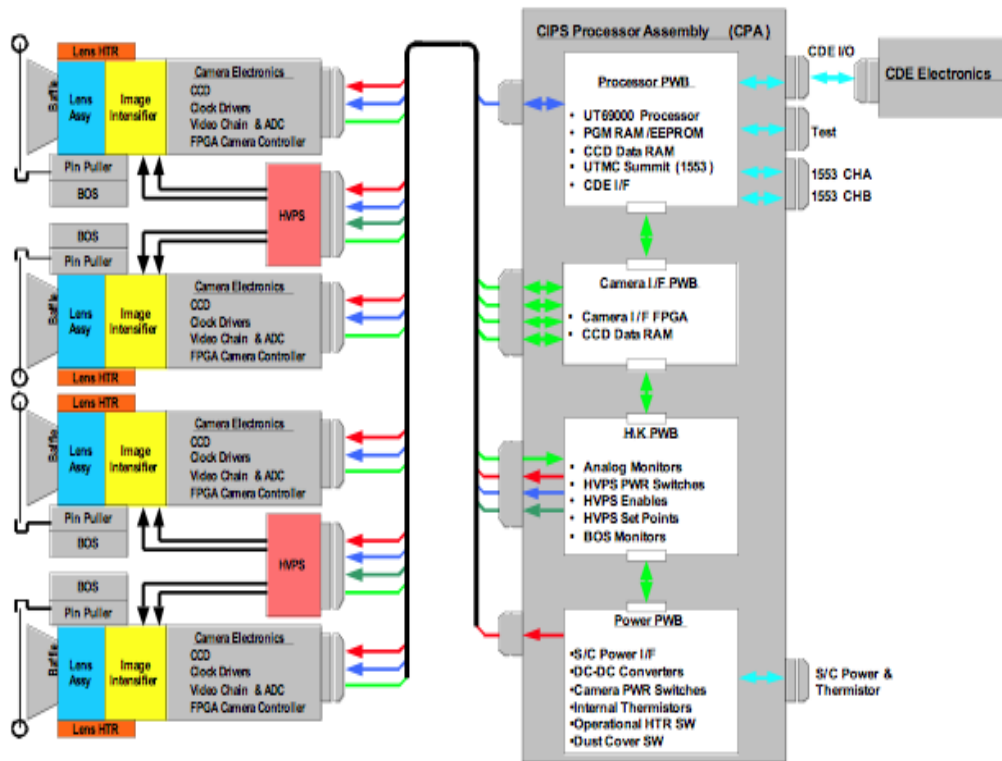 Lens HTR
Baffle
Lens
Assy
Image
Intensifier
Camera Electronics
CCD
Clock Drivers
Video Chain & ADC
FPGA Camera Controller
Pin Puller
BOS
HVPS
BOS
Pin Puller
Baffle
Lens
Assy
Image
Intensifier
Camera Electronics
CCD
Clock Drivers
Video Chain & ADC
FPGA Camera Controller
Lens HTR
Lens HTR
Baffle
Lens
Assy
Image
Intensifier
Camera Electronics
CCD
Clock Drivers
Video Chain & ADC
FPGA Camera Controller
Pin Puller
BOS
HVPS
BOS
Pin Puller
Baffle
Lens
Assy
Image
Intensifier
Camera Electronics
CCD
Clock Drivers
Video Chain & ADC
FPGA Camera Controller
Lens HTR
CIPS Processor Assembly (CPA)
Processor PWB
• UT69000 Processor
• PGM RAM /EEPROM
• CCD Data RAM
• UTMC Summit (1553 )
• CDE I/F
Camera I/F PWB
• Camera I/F FPGA
• CCD Data RAM
H/K PWB
• Analog Monitors
• HVPS PWR Switches
• HVPS Enables
• HVPS Set Points
• BOS Monitors
Power PWB
•S/C Power I/F
•DC-DC Converters
•Camera PWR Switches
•Internal Thermistors
•Operational HTR SW
•Dust Cover SW
CDE I/O
CDE Electronics
Test
1553 CHA
1553 CHB
S/C Power &
Thermistor